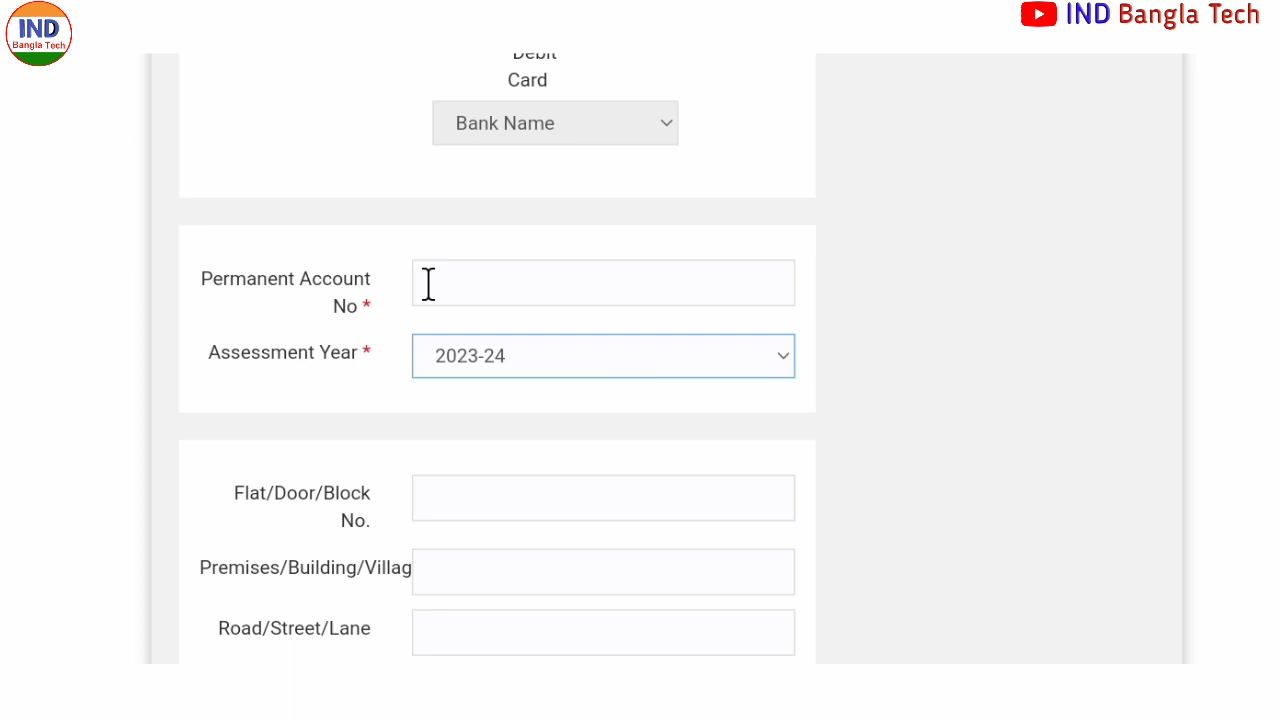 IND
Bangla Tech
IND Bangla Tech
Debit
Card
Bank Name
Permanent Account
No *
Assessment Year *
2023-24
Flat/Door/Block
No.
Premises/Building/Villag
Road/Street/Lane